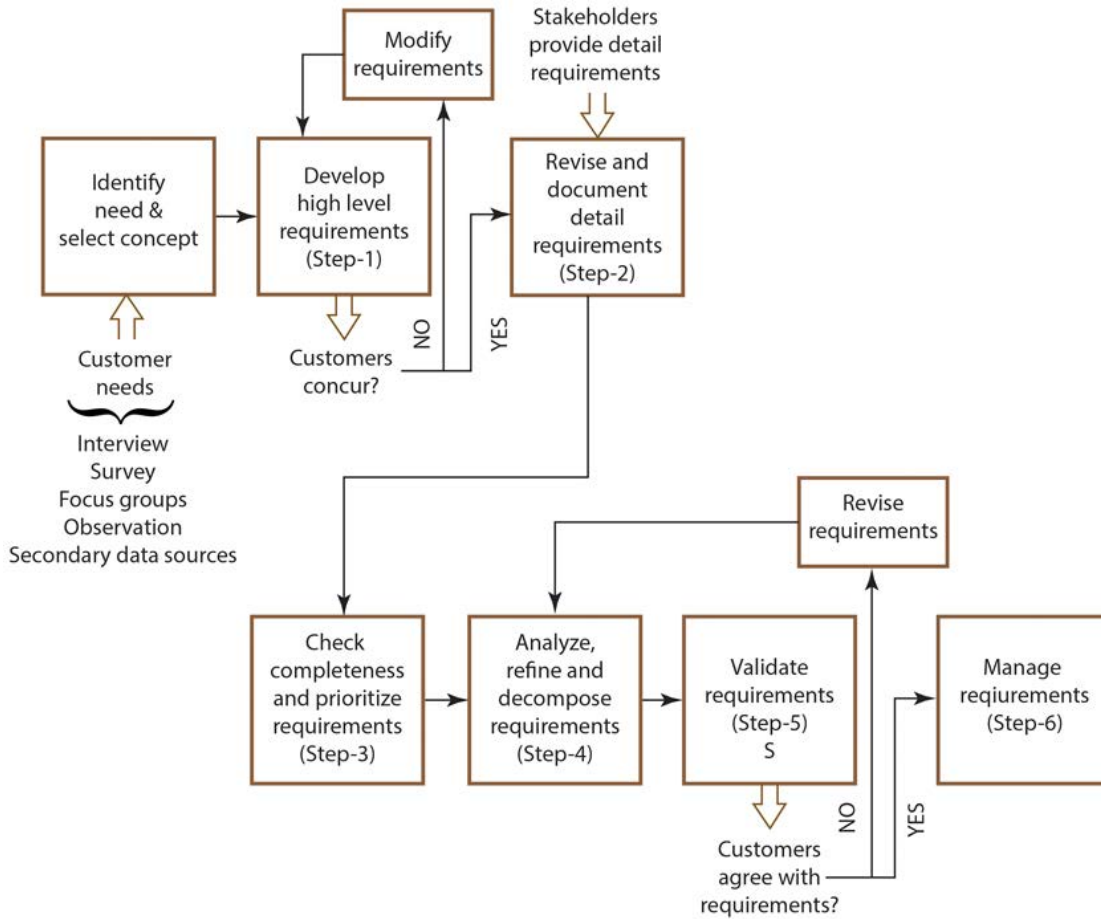 Modify
requirements
Stakeholders
provide detail
requirements
Identify
need &
select concept
Develop
high level
requirements
(Step-1)
Revise and
document
detail
requirements
(Step-2)
Customer
needs
Interview
Survey
Focus groups
Observation
Secondary data sources
Customers
concur?
NO
YES
Revise
requirements
Check
completeness
and prioritize
requirements
(Step-3)
Analyze,
refine and
decompose
requirements
(Step-4)
Validate
requirements
(Step-5)
S
Manage
reqiurements
(Step-6)
Customers
agree with
requirements?
NO
YES